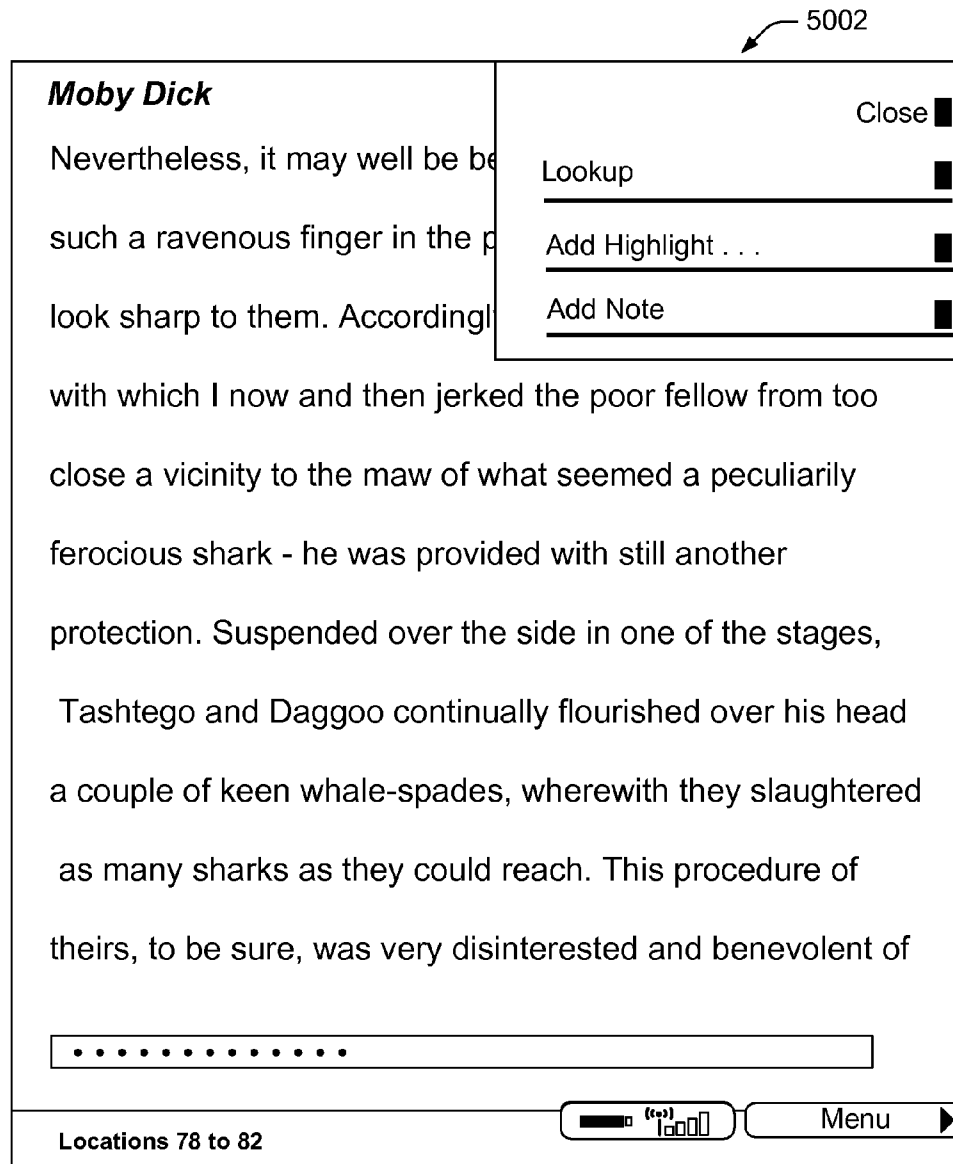 5002
Moby Dick
Close
Nevertheless, it may well be be
Lookup
such a ravenous finger in the p
Add Highlight . . .
look sharp to them. Accordingl
Add Note
with which I now and then jerked the poor fellow from too
close a vicinity to the maw of what seemed a peculiarily
ferocious shark - he was provided with still another
protection. Suspended over the side in one of the stages,
Tashtego and Daggoo continually flourished over his head
a couple of keen whale-spades, wherewith they slaughtered
as many sharks as they could reach. This procedure of
theirs, to be sure, was very disinterested and benevolent of
Menu
Locations 78 to 82